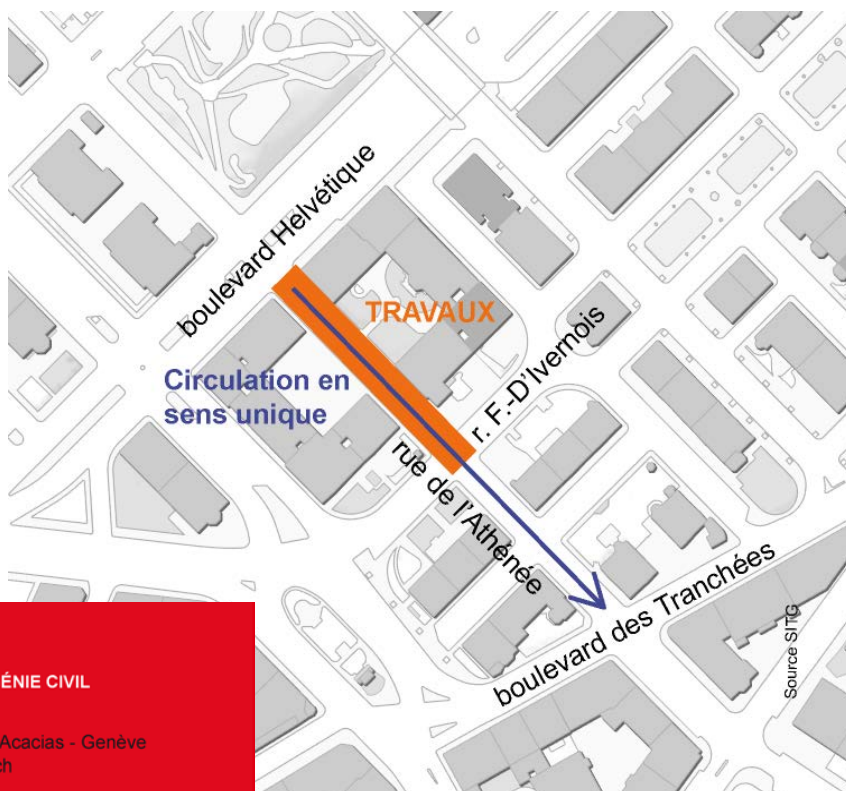 boulevard Helvétique
TRAVAUX
Circulation en
sens unique
r. F.-D'Ivernois
rue de l'Athénée
boulevard des Tranchées
Source SITG
ÉNIE CIVIL
Acacias - Genève
ch